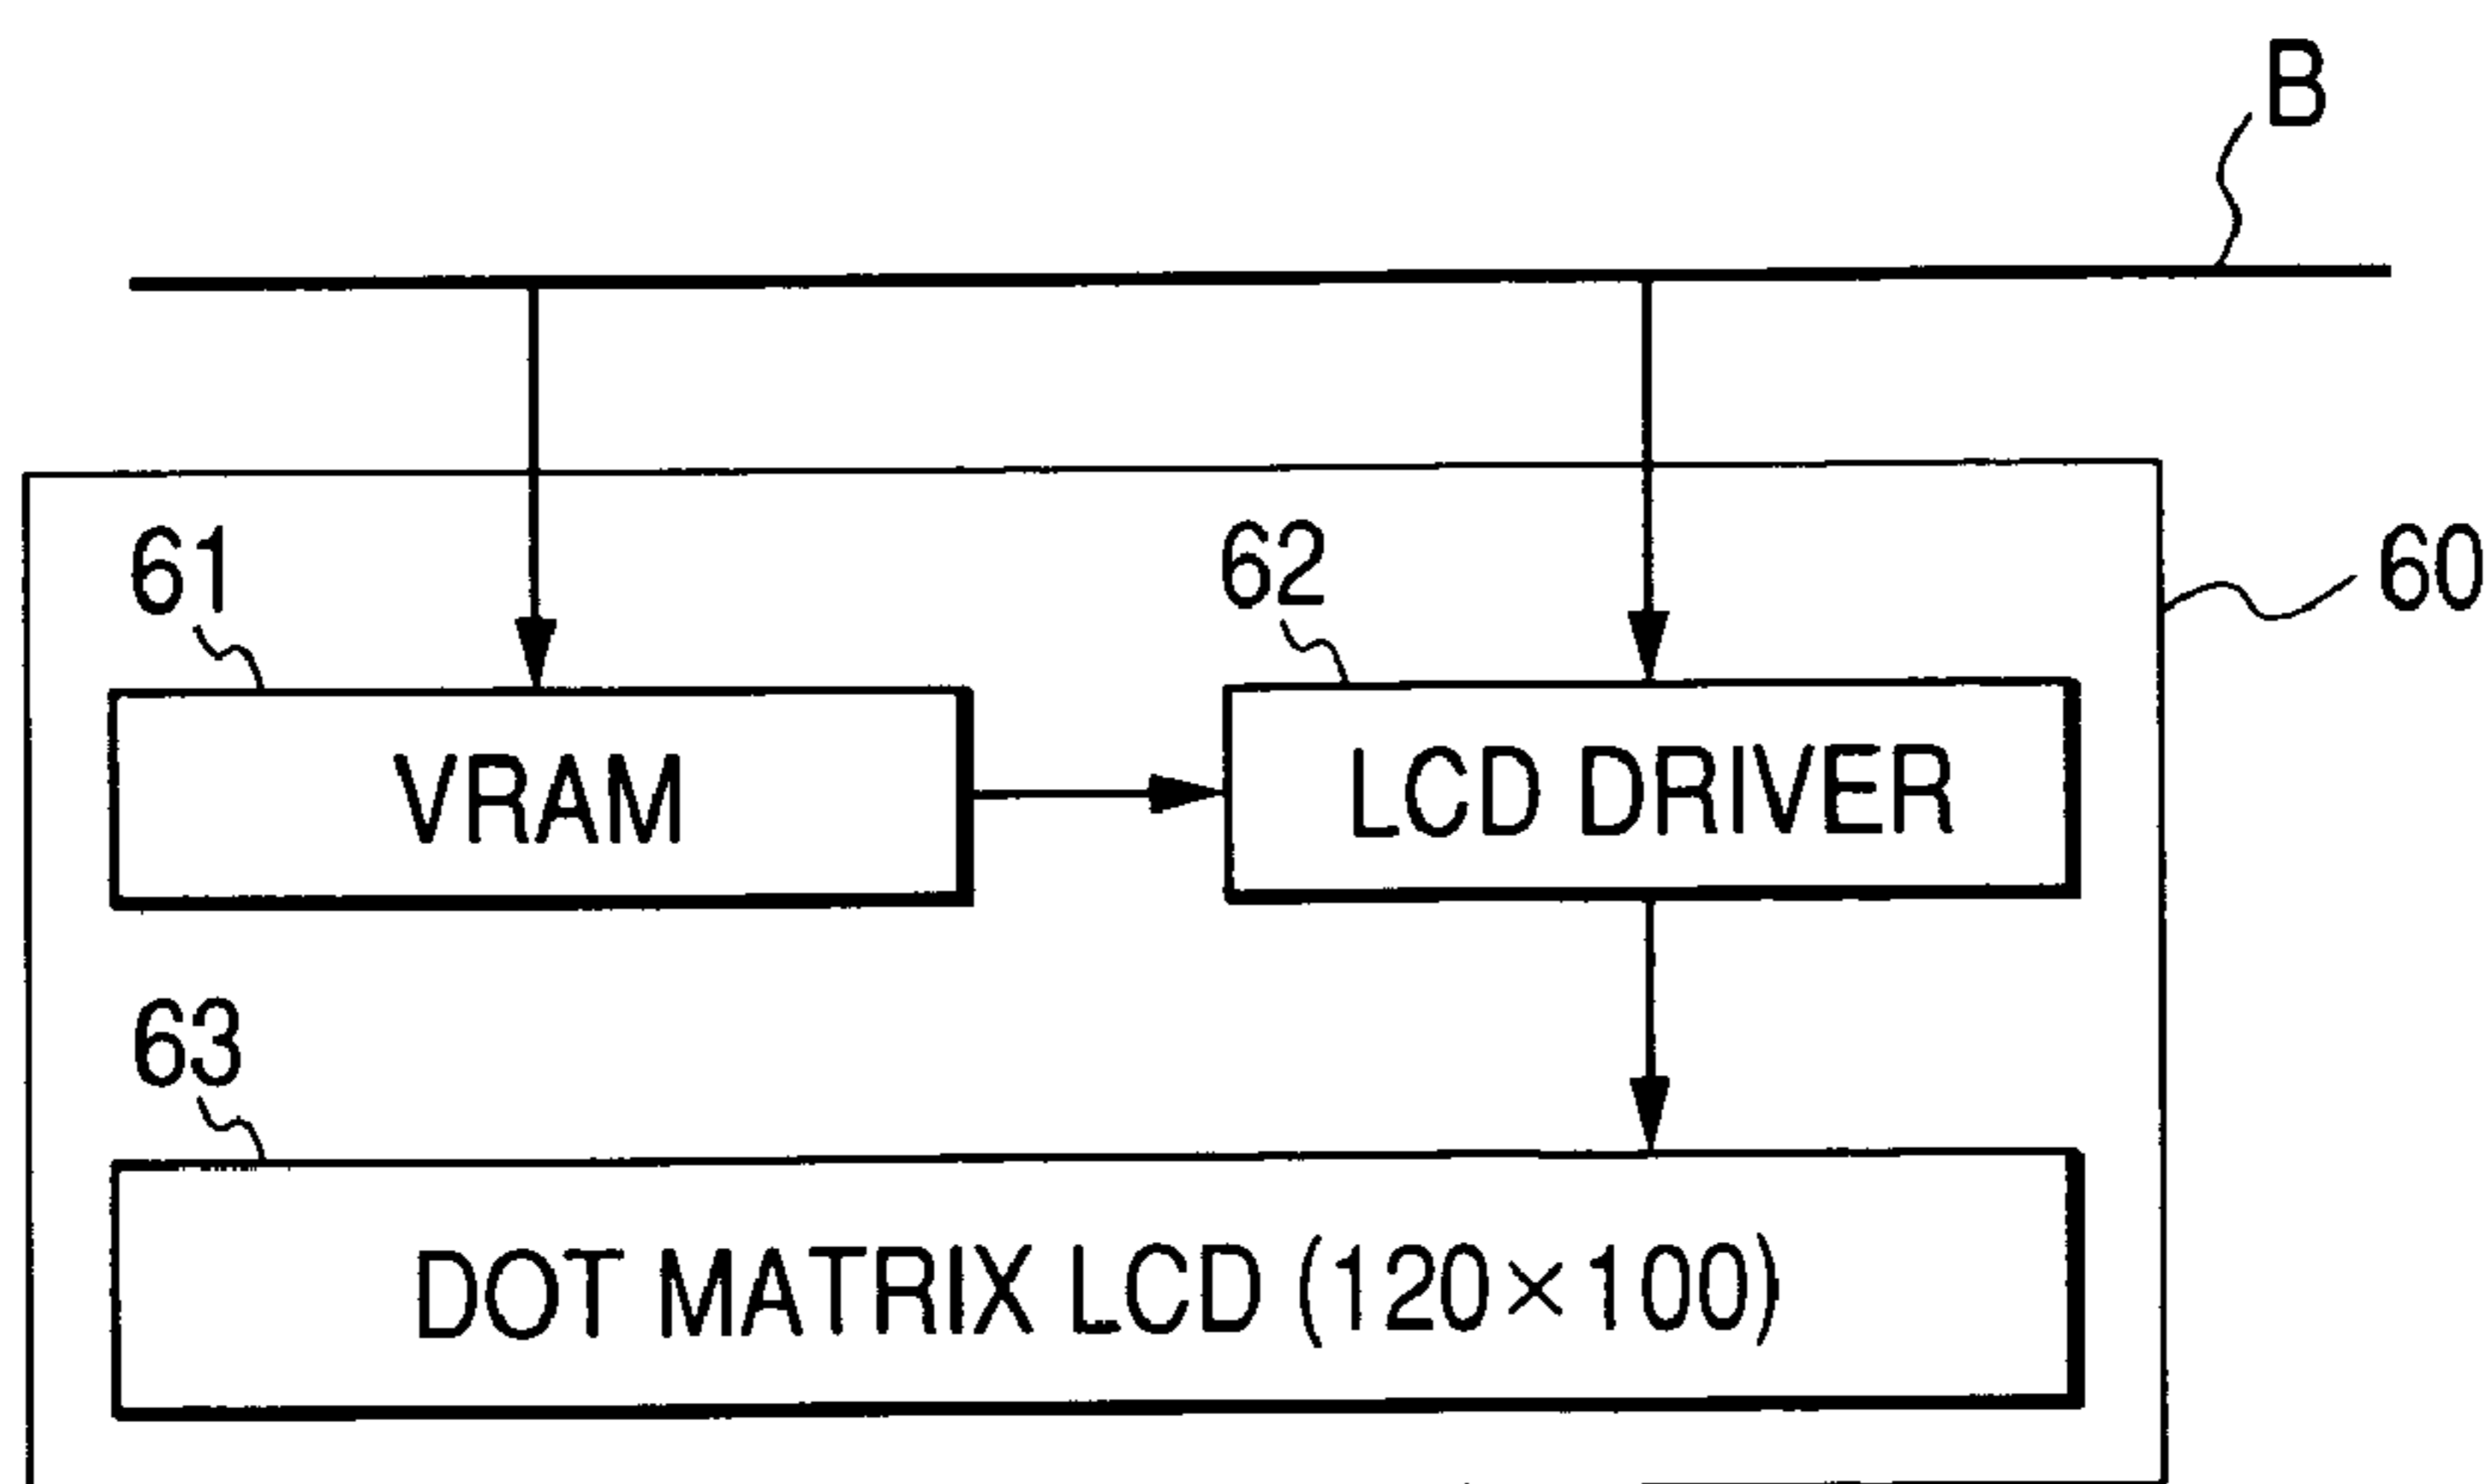 B
60
61
62
VRAM
LCD DRIVER
63
DOT MATRIX LCD (120×100)